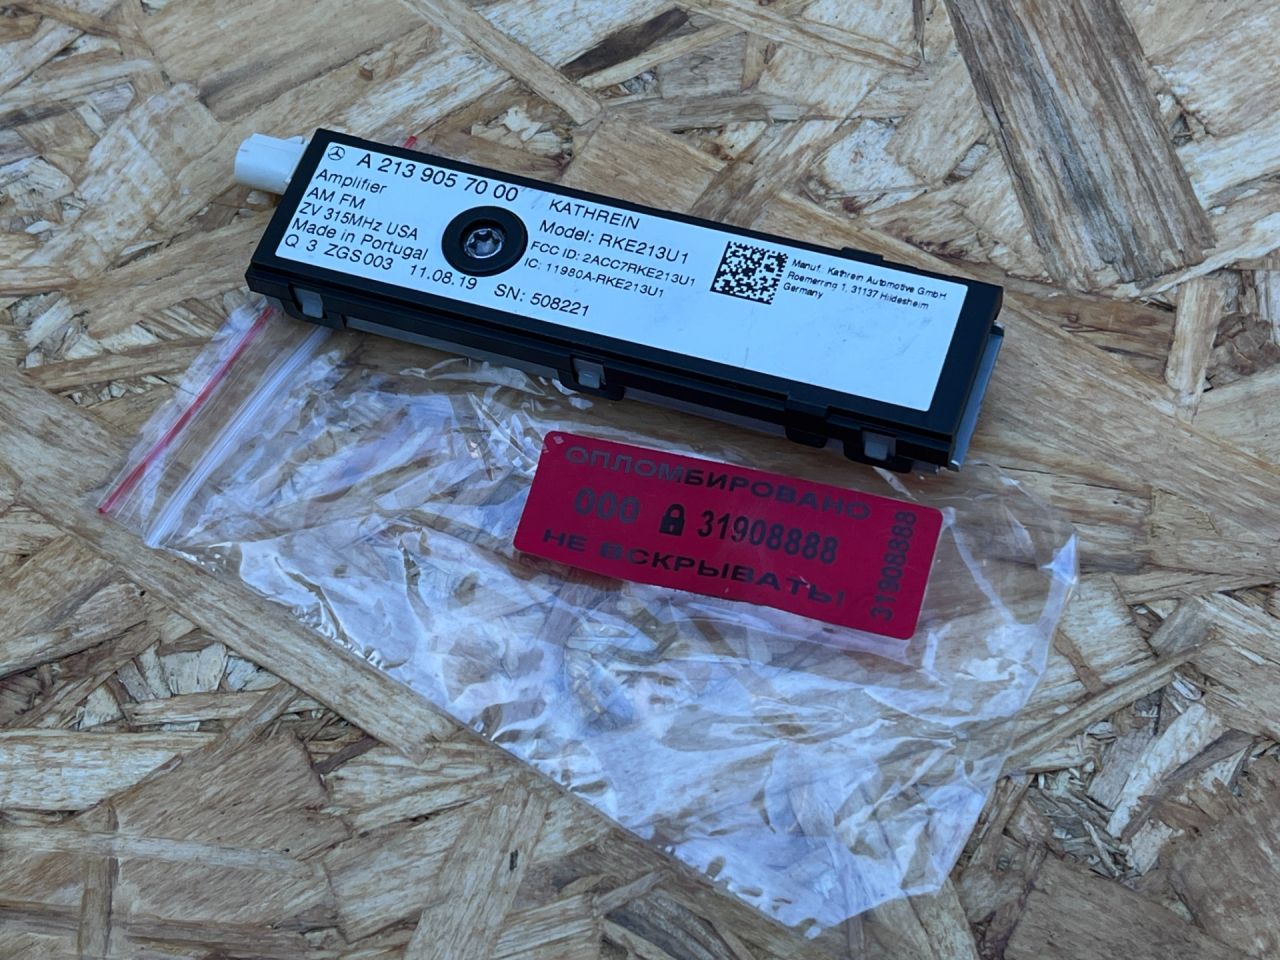 A 213 905 70 00
Amplifier
AM FM
ZV 315MHz USA
Made in Portugal
Q 3 ZGS003 11.08.19 SN: 508221
KATHREIN
Model: RKE213U1
FCC ID: 2ACC7RKE213U1
IC: 11980A-RKE213U1
Manuf.: Kathrein Automotive GmbH
Roemerring 1, 31137 Hildesheim
Germany
ОПЛОМБИРОВАНО
000 31908888
НЕ ВСКРЫВАТЬ!
31908888